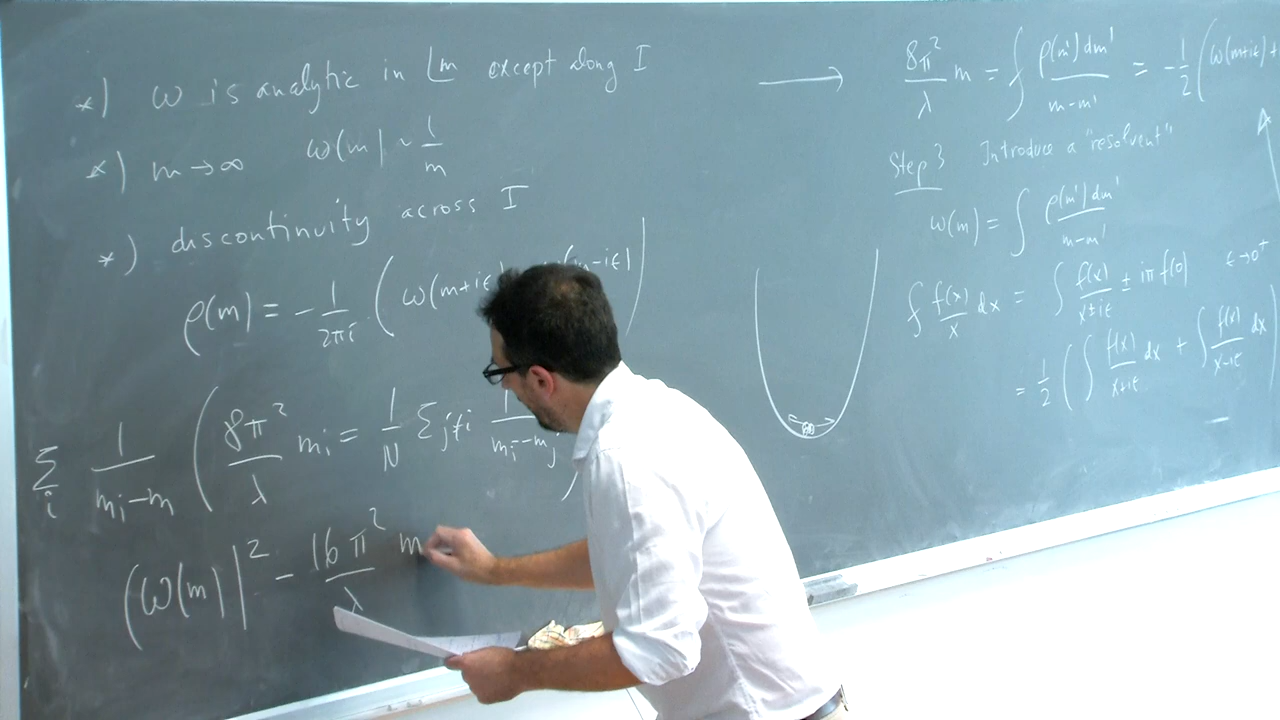 *) ω is analytic in ⌊m except along I
*) m→∞ ω(m) ~ 1/m
*) discontinuity across I
ρ(m) = - 1/2πi (ω(m+iε) (m-iε))
∑_i 1/(m_i-m) (8π²/λ m_i = 1/N ∑_{j≠i} 1/(m_i-m_j))
(ω(m))² - 16π²/λ m
→ 8π²/λ m = ⨍ ρ(m')dm'/(m-m') = -1/2 (ω(m+iε) +
Step 3 Introduce a "resolvent"
ω(m) = ∫ ρ(m')dm'/(m-m')
⨍ f(x)/x dx = ∫ f(x)/(x±iε) ± iπ f(0) ε→0⁺
= 1/2 (∫ f(x)/(x+iε) dx + ∫ f(x)/(x-iε) dx)